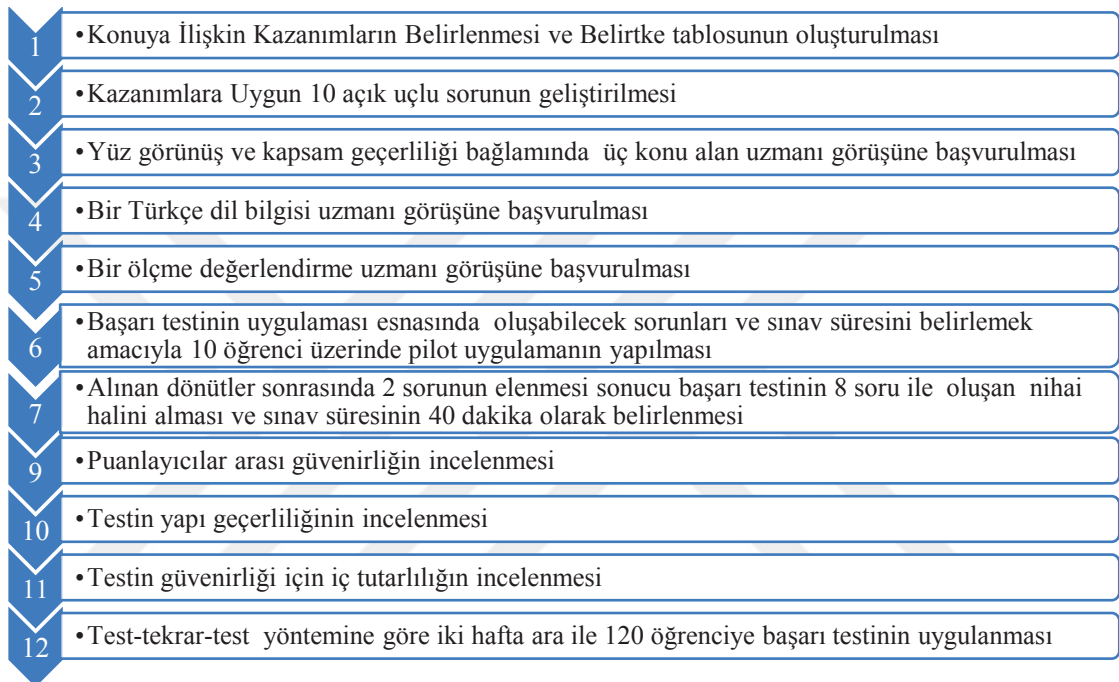 1
•Konuya İlişkin Kazanımların Belirlenmesi ve Belirtke tablosunun oluşturulması
2
•Kazanımlara Uygun 10 açık uçlu sorunun geliştirilmesi
3
•Yüz görünüş ve kapsam geçerliliği bağlamında üç konu alan uzmanı görüşüne başvurulması
4
•Bir Türkçe dil bilgisi uzmanı görüşüne başvurulması
5
•Bir ölçme değerlendirme uzmanı görüşüne başvurulması
6
•Başarı testinin uygulaması esnasında oluşabilecek sorunları ve sınav süresini belirlemek
amacıyla 10 öğrenci üzerinde pilot uygulamanın yapılması
7
•Alınan dönütler sonrasında 2 sorunun elenmesi sonucu başarı testinin 8 soru ile oluşan nihai
halini alması ve sınav süresinin 40 dakika olarak belirlenmesi
9
•Puanlayıcılar arası güvenirliğin incelenmesi
10
•Testin yapı geçerliliğinin incelenmesi
11
•Testin güvenirliği için iç tutarlılığın incelenmesi
12
•Test-tekrar-test yöntemine göre iki hafta ara ile 120 öğrenciye başarı testinin uygulanması